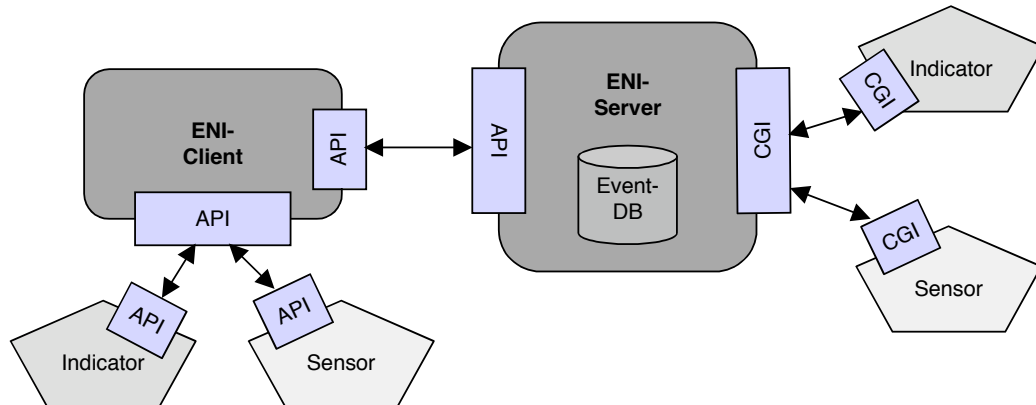 ENI-
Client
API
API
API
Indicator
API
Sensor
API
ENI-
Server
Event-
DB
CGI
CGI
Indicator
CGI
Sensor